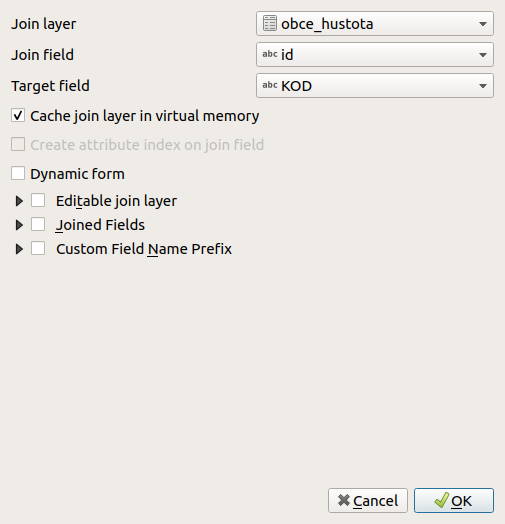 Join layer obce_hustota
Join field abc id
Target field abc KOD
Cache join layer in virtual memory
Create attribute index on join field
Dynamic form
Editable join layer
Joined Fields
Custom Field Name Prefix
Cancel OK